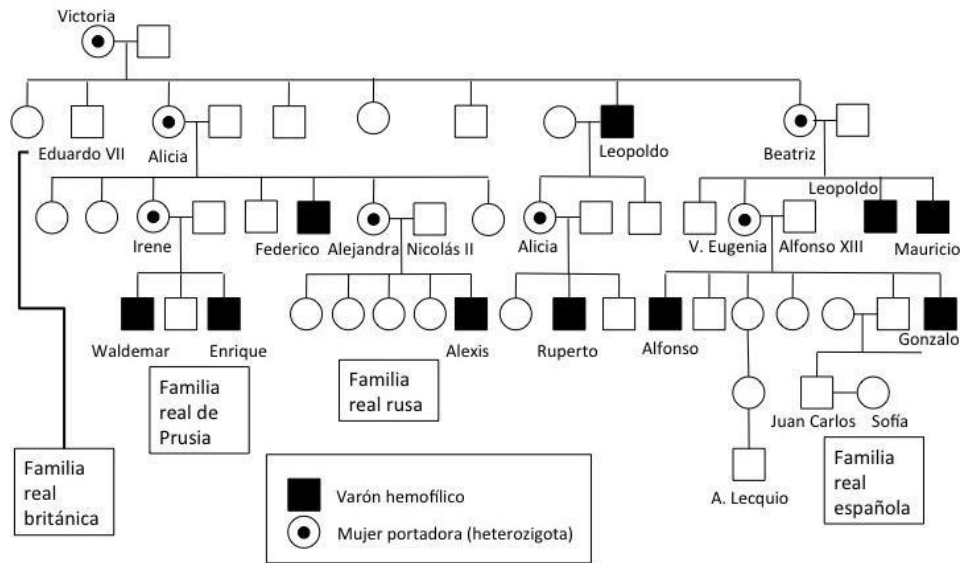 Victoria
Eduardo VII
Alicia
Leopoldo
Beatriz
Irene
Federico
Alejandra
Nicolás II
Alicia
V. Eugenia
Alfonso XIII
Leopoldo
Mauricio
Waldemar
Enrique
Alexis
Ruperto
Alfonso
Gonzalo
Familia
real de
Prusia
Familia
real rusa
Juan Carlos
Sofía
A. Lecquio
Familia
real
española
Familia
real
británica
Varón hemofílico
Mujer portadora (heterozigota)